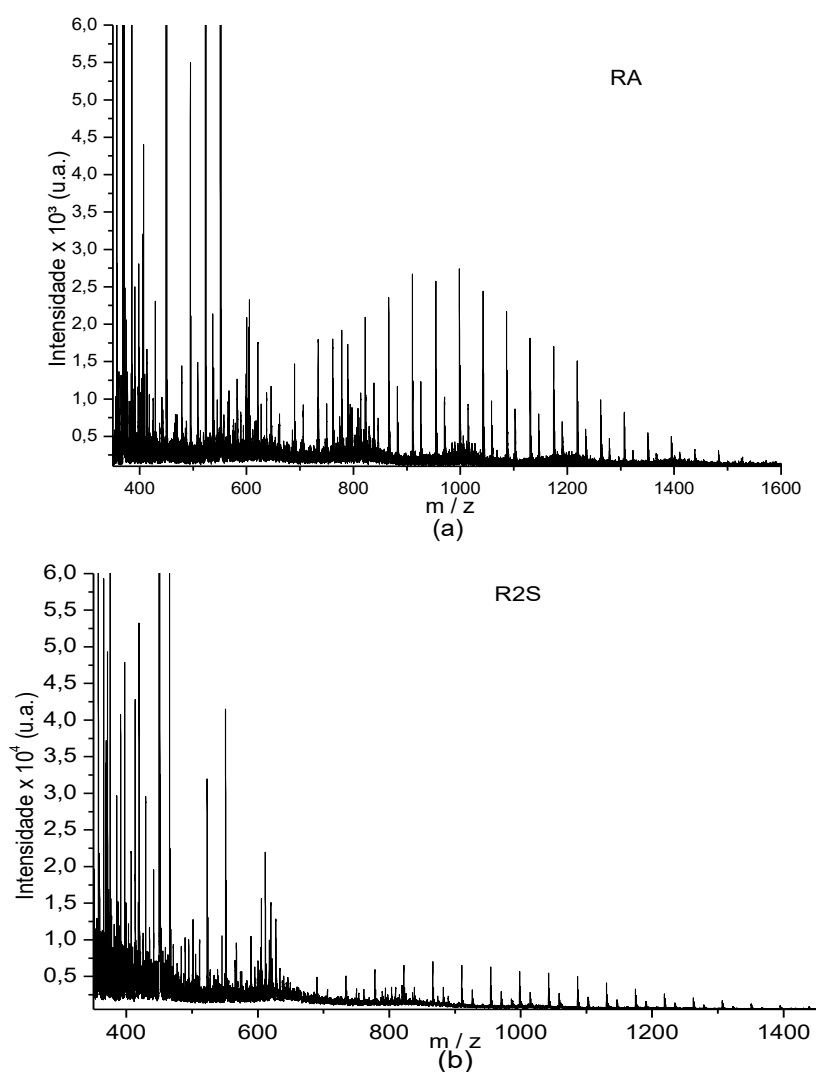 6,0
5,5
5,0
4,5
4,0
3,5
3,0
2,5
2,0
1,5
1,0
0,5
Intensidade x 10³ (u.a.)
RA
400 600 800 1000 1200 1400 1600
m / z
(a)
6,0
5,5
5,0
4,5
4,0
3,5
3,0
2,5
2,0
1,5
1,0
0,5
Intensidade x 10⁴ (u.a.)
R2S
400 600 800 1000 1200 1400
m / z
(b)